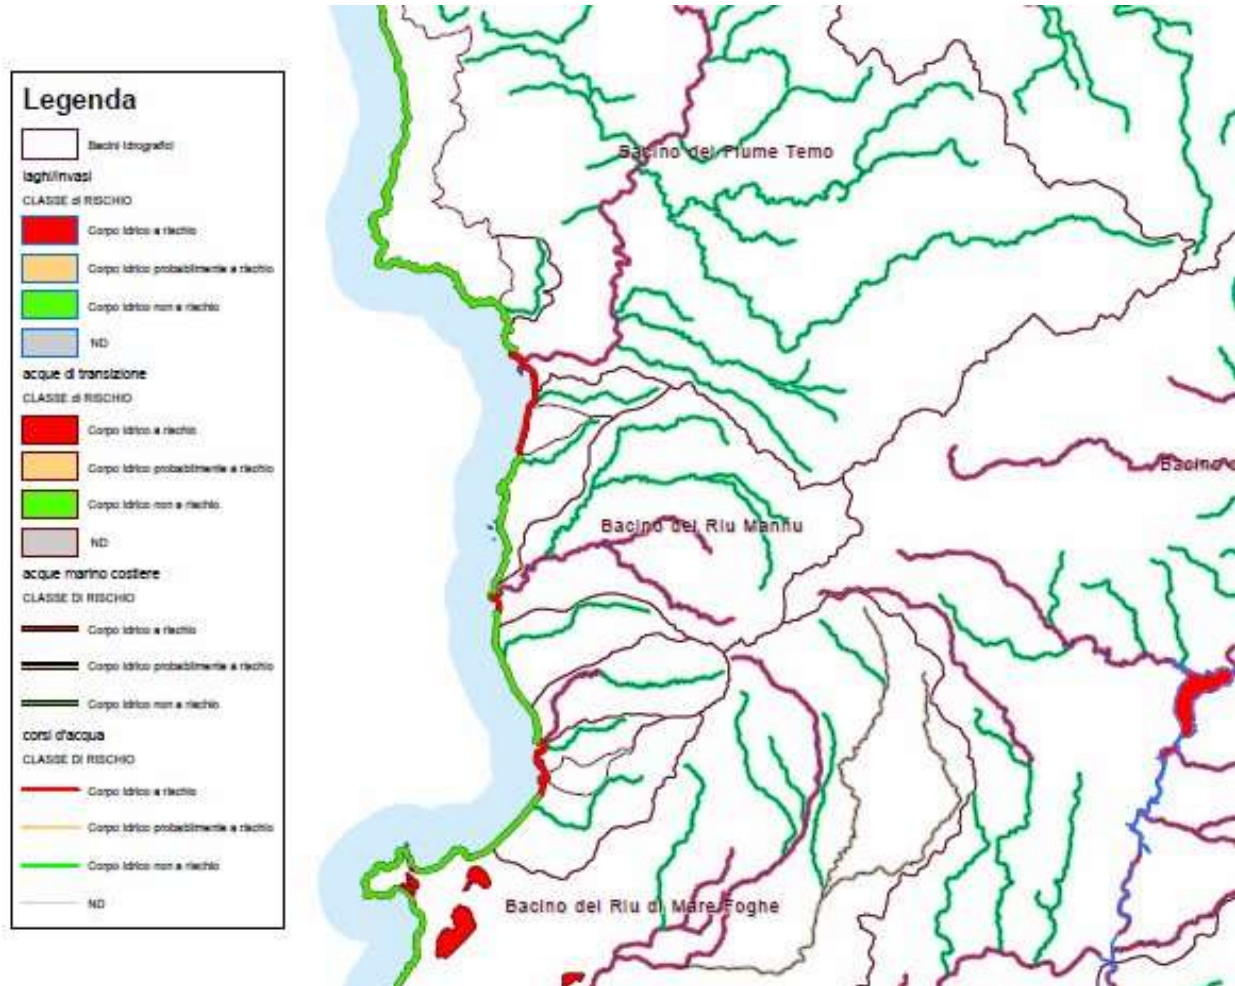 Legenda
Bacini Idrografici
laghi/invasi
CLASSE di RISCHIO
Corpo Idrico a rischio
Corpo Idrico probabilmente a rischio
Corpo Idrico non a rischio
ND
acque di transizione
CLASSE di RISCHIO
Corpo Idrico a rischio
Corpo Idrico probabilmente a rischio
Corpo Idrico non a rischio
ND
acque marino costiere
CLASSE DI RISCHIO
Corpo Idrico a rischio
Corpo Idrico probabilmente a rischio
Corpo Idrico non a rischio
corsi d'acqua
CLASSE DI RISCHIO
Corpo Idrico a rischio
Corpo Idrico probabilmente a rischio
Corpo Idrico non a rischio
ND
Bacino del Fiume Temo
Bacino d
Bacino del Riu Mannu
Bacino del Riu di Mare Foghe